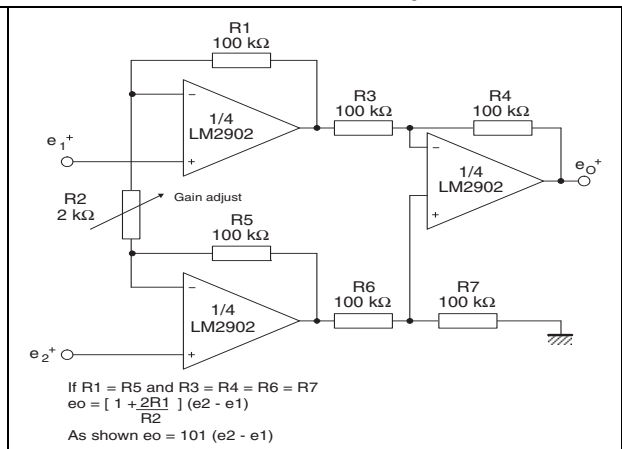 R1
100 kΩ
1/4
LM2902
R3
100 kΩ
R4
100 kΩ
e1+
eO+
1/4
LM2902
R2
2 kΩ
Gain adjust
R5
100 kΩ
1/4
LM2902
R6
100 kΩ
R7
100 kΩ
e2+
If R1 = R5 and R3 = R4 = R6 = R7
eo = [ 1 + 2R1 ] (e2 - e1)
R2
As shown eo = 101 (e2 - e1)